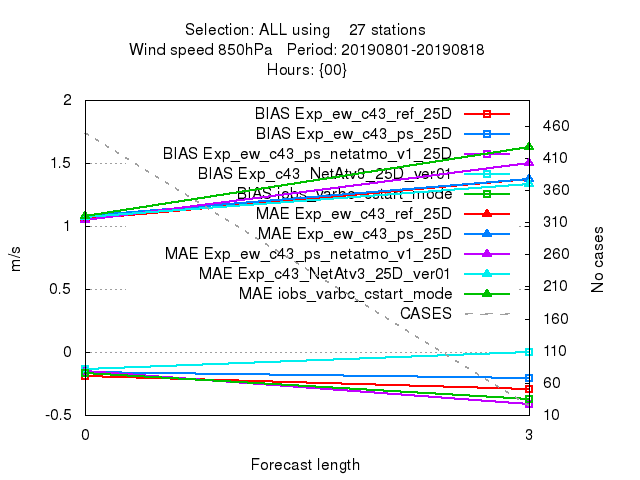 Selection: ALL using 27 stations
Wind speed 850hPa Period: 20190801-20190818
Hours: {00}
BIAS Exp_ew_c43_ref_25D
BIAS Exp_ew_c43_ps_25D
BIAS Exp_ew_c43_ps_netatmo_v1_25D
BIAS Exp_c43_NetAtv3_25D_ver01
BIAS iobs_varbc_cstart_mode
MAE Exp_ew_c43_ref_25D
MAE Exp_ew_c43_ps_25D
MAE Exp_ew_c43_ps_netatmo_v1_25D
MAE Exp_c43_NetAtv3_25D_ver01
MAE iobs_varbc_cstart_mode
CASES
2
1.5
1
0.5
0
-0.5
m/s
460
410
360
310
260
210
160
110
60
10
No cases
0 3
Forecast length